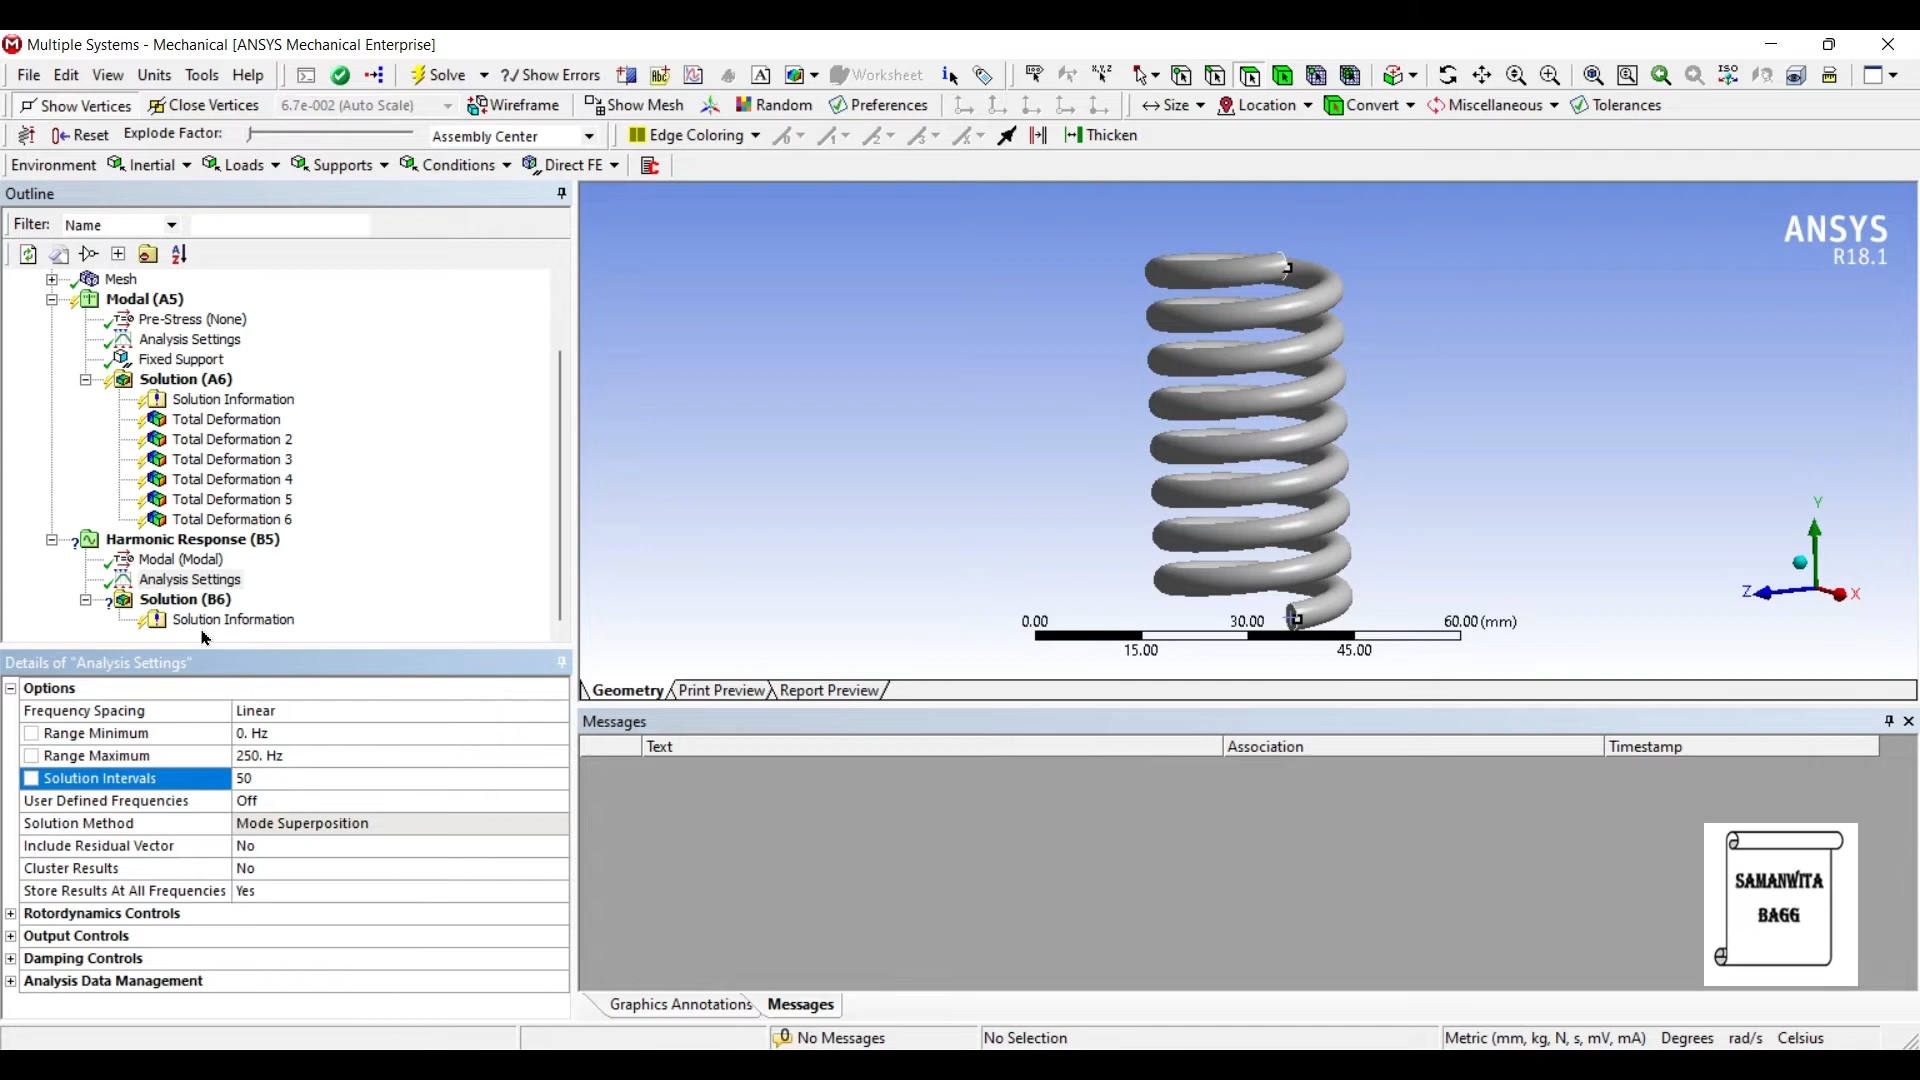 Multiple Systems - Mechanical [ANSYS Mechanical Enterprise]
File Edit View Units Tools Help Solve ?/ Show Errors Worksheet
Show Vertices Close Vertices 6.7e-002 (Auto Scale) Wireframe Show Mesh Random Preferences Size Location Convert Miscellaneous Tolerances
Reset Explode Factor: Assembly Center Edge Coloring Thicken
Environment Inertial Loads Supports Conditions Direct FE
Outline
Filter: Name
Mesh
Modal (A5)
Pre-Stress (None)
Analysis Settings
Fixed Support
Solution (A6)
Solution Information
Total Deformation
Total Deformation 2
Total Deformation 3
Total Deformation 4
Total Deformation 5
Total Deformation 6
Harmonic Response (B5)
Modal (Modal)
Analysis Settings
Solution (B6)
Solution Information
Details of "Analysis Settings"
Options
Frequency Spacing Linear
Range Minimum 0. Hz
Range Maximum 250. Hz
Solution Intervals 50
User Defined Frequencies Off
Solution Method Mode Superposition
Include Residual Vector No
Cluster Results No
Store Results At All Frequencies Yes
Rotordynamics Controls
Output Controls
Damping Controls
Analysis Data Management
ANSYS
R18.1
Y
Z X
0.00 30.00 60.00 (mm)
15.00 45.00
Geometry Print Preview Report Preview
Messages
Text Association Timestamp
SAMANWITA
BAGG
Graphics Annotations Messages
No Messages No Selection Metric (mm, kg, N, s, mV, mA) Degrees rad/s Celsius